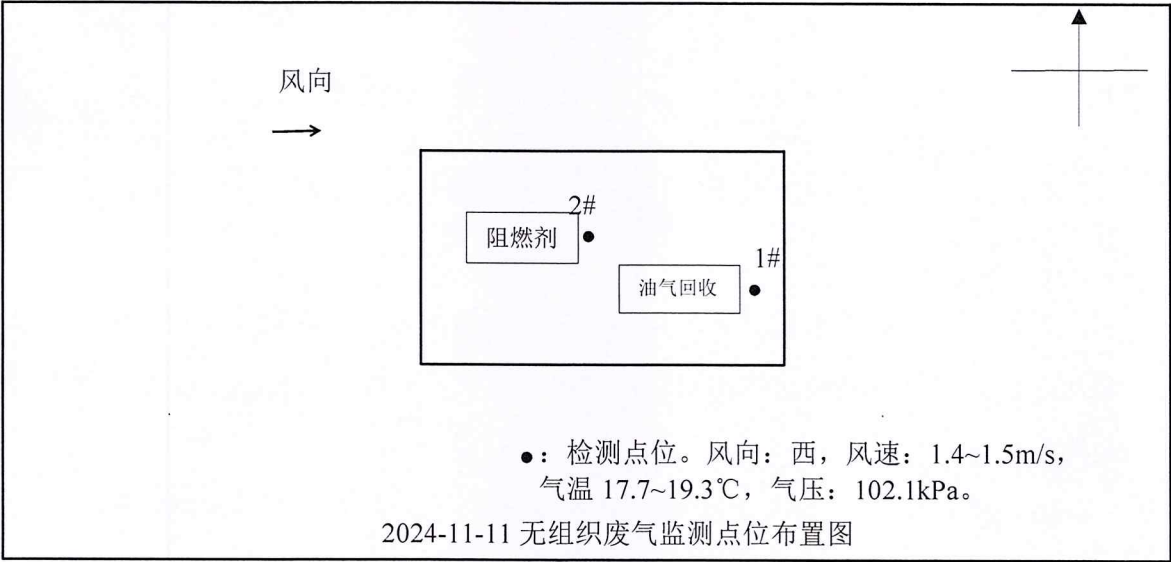 风向
2#
阻燃剂
1#
油气回收
●：检测点位。风向：西，风速：1.4~1.5m/s，
气温 17.7~19.3℃，气压：102.1kPa。
2024-11-11 无组织废气监测点位布置图